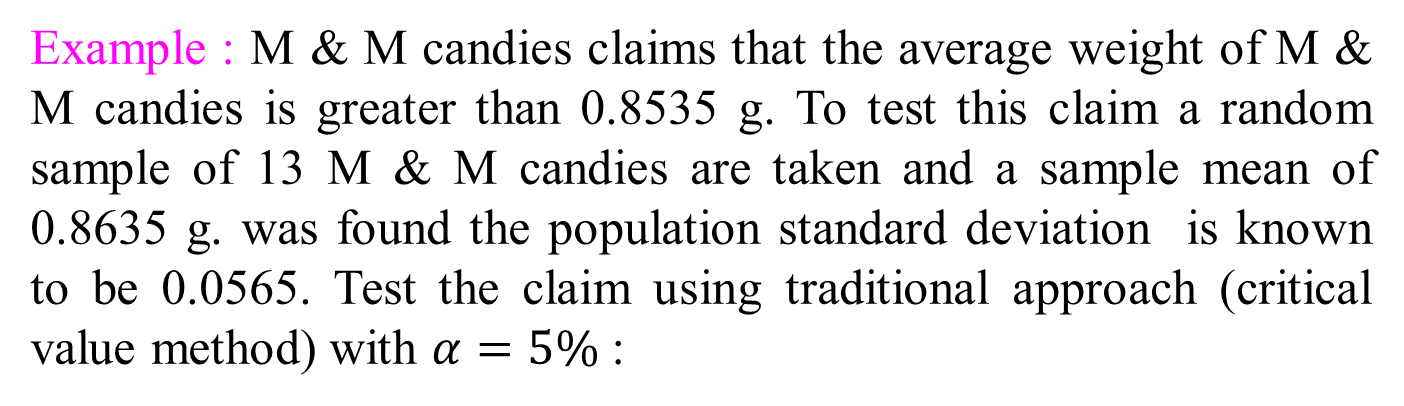 Example : M & M candies claims that the average weight of M &
M candies is greater than 0.8535 g. To test this claim a random
sample of 13 M & M candies are taken and a sample mean of
0.8635 g. was found the population standard deviation is known
to be 0.0565. Test the claim using traditional approach (critical
value method) with α = 5% :